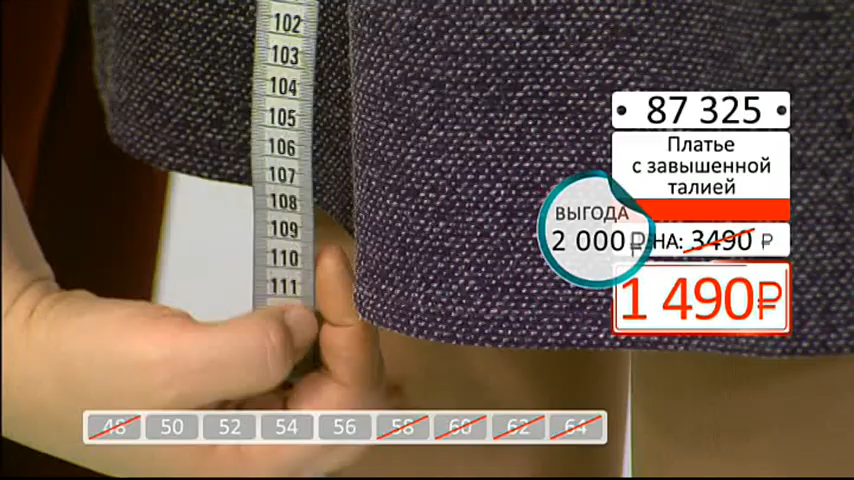 102
103
104
105
106
107
108
109
110
111
87 325
Платье
с завышенной
талией
ВЫГОДА
2 000 ₽
НА: 3490 ₽
1 490₽
48 50 52 54 56 58 60 62 64